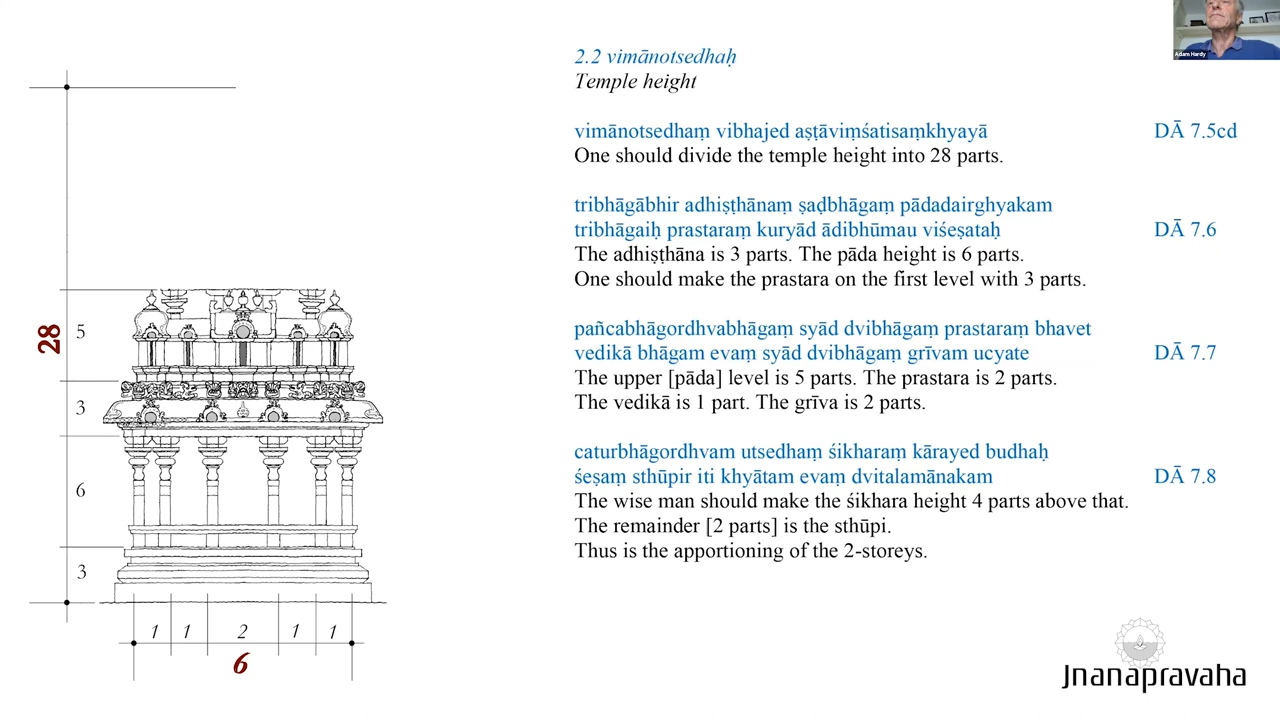 Adam Hardy
2.2 vimānotsedhaḥ
Temple height
vimānotsedhaṃ vibhajed aṣṭāviṃśatisaṃkhyayā DĀ 7.5cd
One should divide the temple height into 28 parts.
tribhāgābhir adhiṣṭhānaṃ ṣaḍbhāgaṃ pādadairghyakam
tribhāgaiḥ prastaraṃ kuryād ādibhūmau viśeṣataḥ DĀ 7.6
The adhiṣṭhāna is 3 parts. The pāda height is 6 parts.
One should make the prastara on the first level with 3 parts.
pañcabhāgordhvabhāgaṃ syād dvibhāgaṃ prastaraṃ bhavet
vedikā bhāgam evaṃ syād dvibhāgaṃ grīvam ucyate DĀ 7.7
The upper [pāda] level is 5 parts. The prastara is 2 parts.
The vedikā is 1 part. The grīva is 2 parts.
caturbhāgordhvam utsedhaṃ śikharaṃ kārayed budhaḥ
śeṣaṃ sthūpir iti khyātam evaṃ dvitalamānakam DĀ 7.8
The wise man should make the śikhara height 4 parts above that.
The remainder [2 parts] is the sthūpi.
Thus is the apportioning of the 2-storeys.
28
5
3
6
3
1 1 2 1 1
6
Jnanapravaha